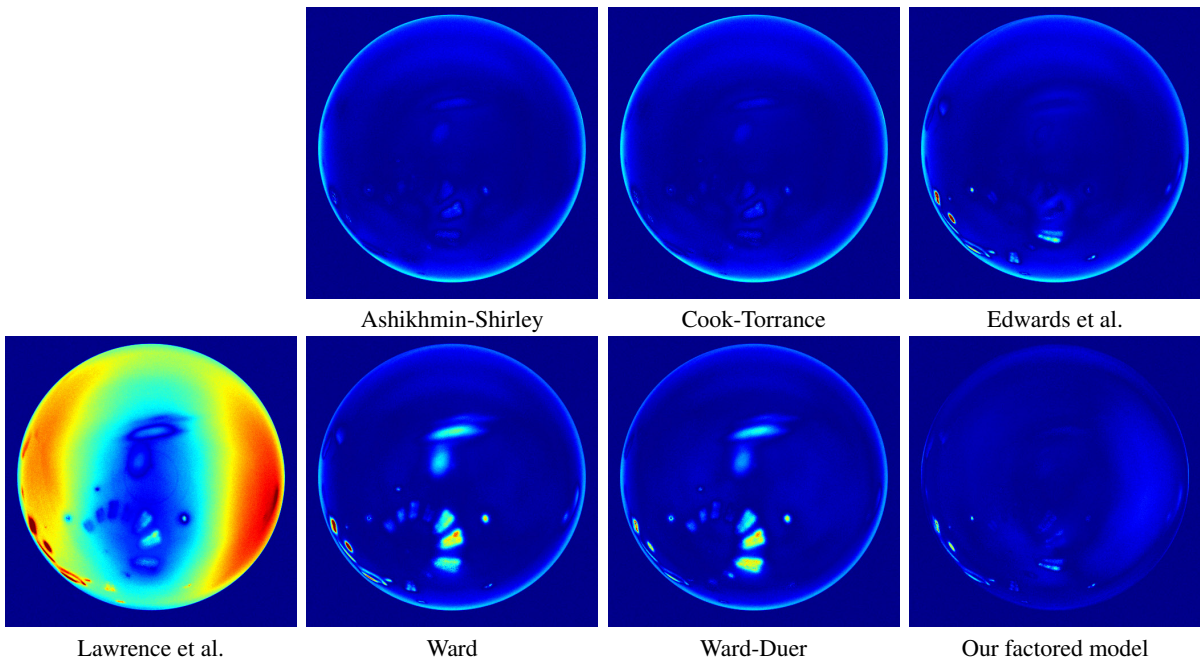 Ashikhmin-Shirley
Cook-Torrance
Edwards et al.
Lawrence et al.
Ward
Ward-Duer
Our factored model